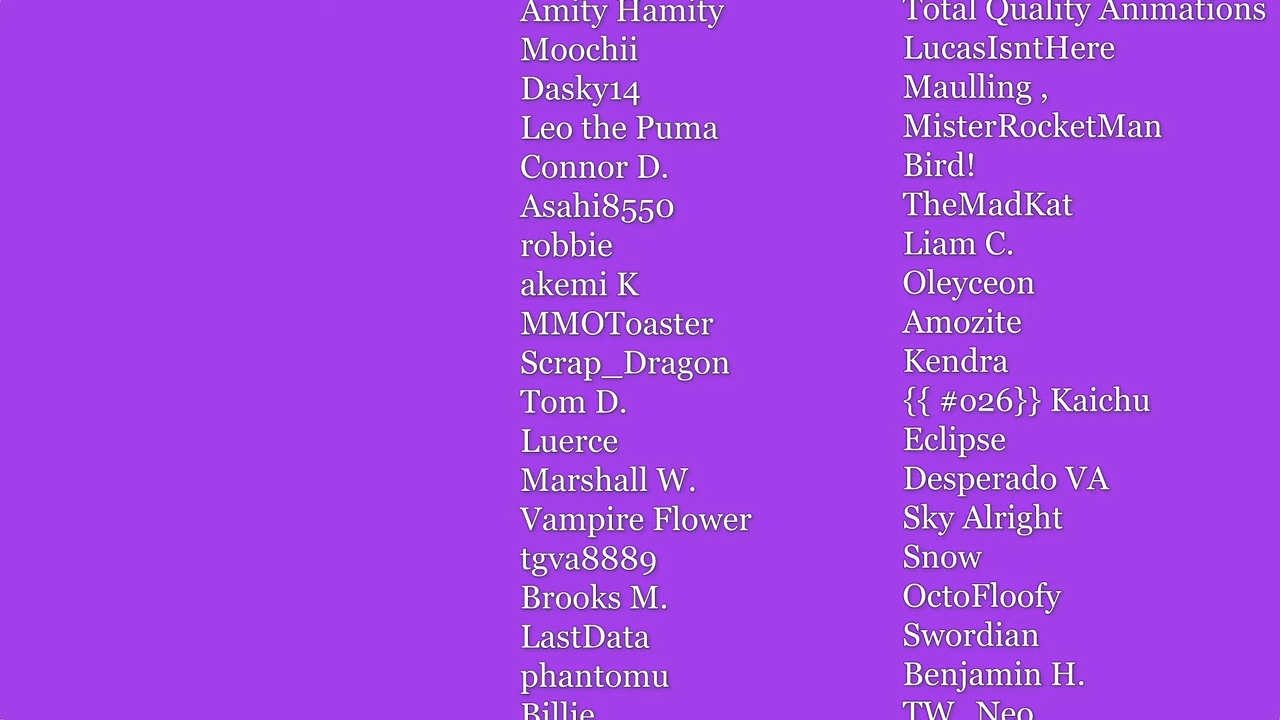 Amity Hamity
Moochii
Dasky14
Leo the Puma
Connor D.
Asahi8550
robbie
akemi K
MMOToaster
Scrap_Dragon
Tom D.
Luerce
Marshall W.
Vampire Flower
tgva8889
Brooks M.
LastData
phantomu
Billie
Total Quality Animations
LucasIsntHere
Maulling ,
MisterRocketMan
Bird!
TheMadKat
Liam C.
Oleyceon
Amozite
Kendra
{{ #026}} Kaichu
Eclipse
Desperado VA
Sky Alright
Snow
OctoFloofy
Swordian
Benjamin H.
TW_Neo